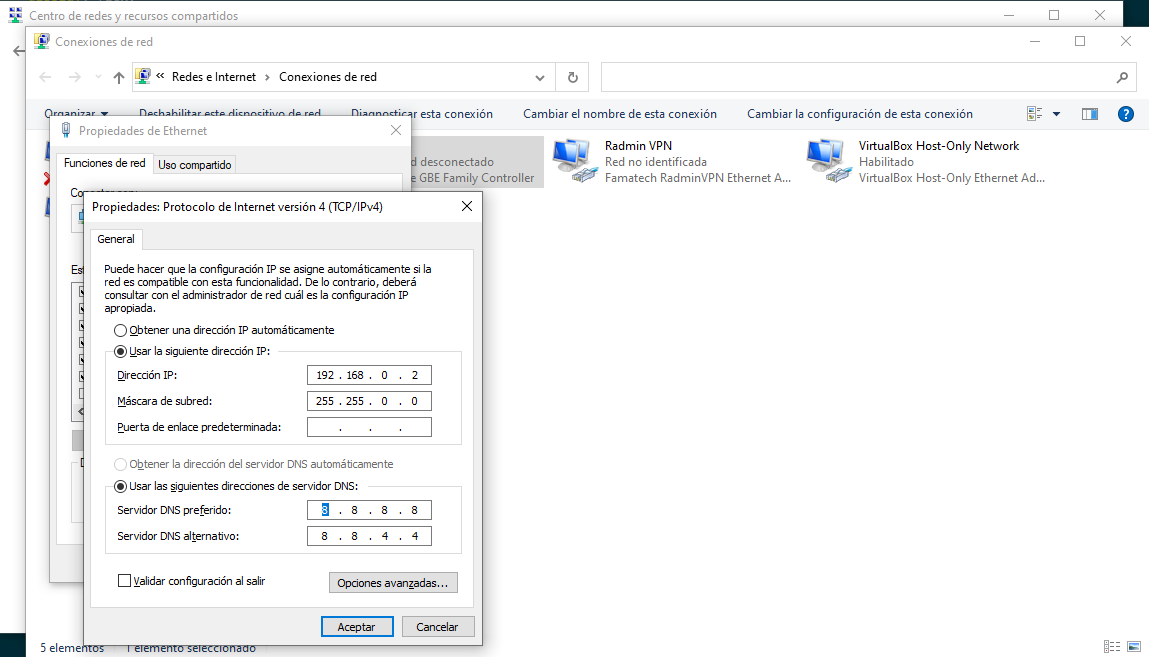 Centro de redes y recursos compartidos
Conexiones de red
« Redes e Internet › Conexiones de red
Organizar Deshabilitar este dispositivo de red Diagnosticar esta conexión Cambiar el nombre de esta conexión Cambiar la configuración de esta conexión
Propiedades de Ethernet
Funciones de red Uso compartido
d desconectado
e GBE Family Controller
Radmin VPN
Red no identificada
Famatech RadminVPN Ethernet A...
VirtualBox Host-Only Network
Habilitado
VirtualBox Host-Only Ethernet Ad...
Propiedades: Protocolo de Internet versión 4 (TCP/IPv4)
General
Puede hacer que la configuración IP se asigne automáticamente si la
red es compatible con esta funcionalidad. De lo contrario, deberá
consultar con el administrador de red cuál es la configuración IP
apropiada.
Obtener una dirección IP automáticamente
Usar la siguiente dirección IP:
Dirección IP: 192 . 168 . 0 . 2
Máscara de subred: 255 . 255 . 0 . 0
Puerta de enlace predeterminada: . . .
Obtener la dirección del servidor DNS automáticamente
Usar las siguientes direcciones de servidor DNS:
Servidor DNS preferido: 8 . 8 . 8 . 8
Servidor DNS alternativo: 8 . 8 . 4 . 4
Validar configuración al salir
Opciones avanzadas...
Aceptar Cancelar
5 elementos 1 elemento seleccionado